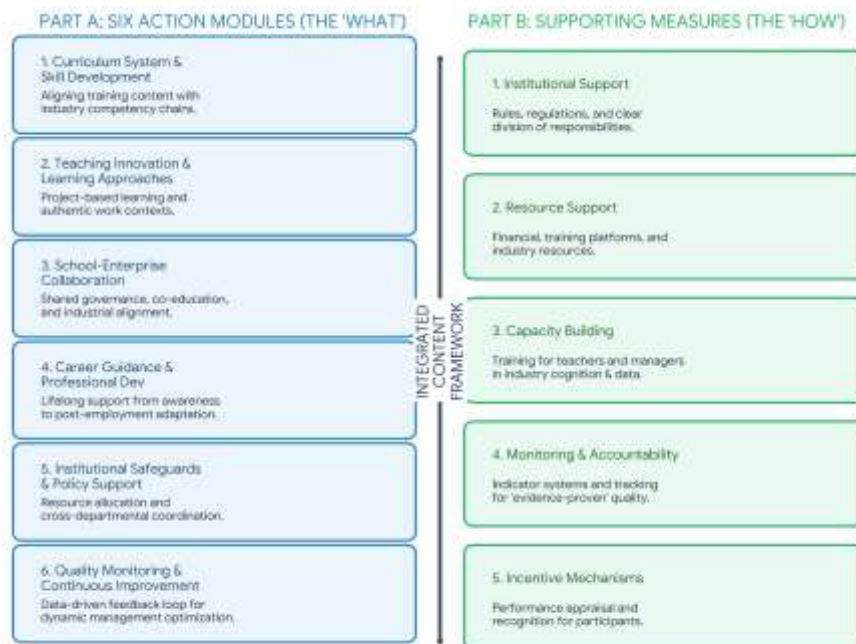 PART A: SIX ACTION MODULES (THE 'WHAT')
1. Curriculum System &
Skill Development
Aligning training content with
industry competency chains.
2. Teaching Innovation &
Learning Approaches
Project-based learning and
authentic work contexts.
3. School-Enterprise
Collaboration
Shared governance, co-education,
and industrial alignment.
4. Career Guidance &
Professional Dev
Lifelong support from awareness
to post-employment adaptation.
5. Institutional Safeguards
& Policy Support
Resource allocation and
cross-departmental coordination.
6. Quality Monitoring &
Continuous Improvement
Data-driven feedback loop for
dynamic management optimization.
INTEGRATED
CONTENT
FRAMEWORK
PART B: SUPPORTING MEASURES (THE 'HOW')
1. Institutional Support
Rules, regulations, and clear
division of responsibilities.
2. Resource Support
Financial, training platforms, and
industry resources.
3. Capacity Building
Training for teachers and managers
in industry cognition & data.
4. Monitoring & Accountability
Indicator systems and tracking
for 'evidence-proven' quality.
5. Incentive Mechanisms
Performance appraisal and
recognition for participants.